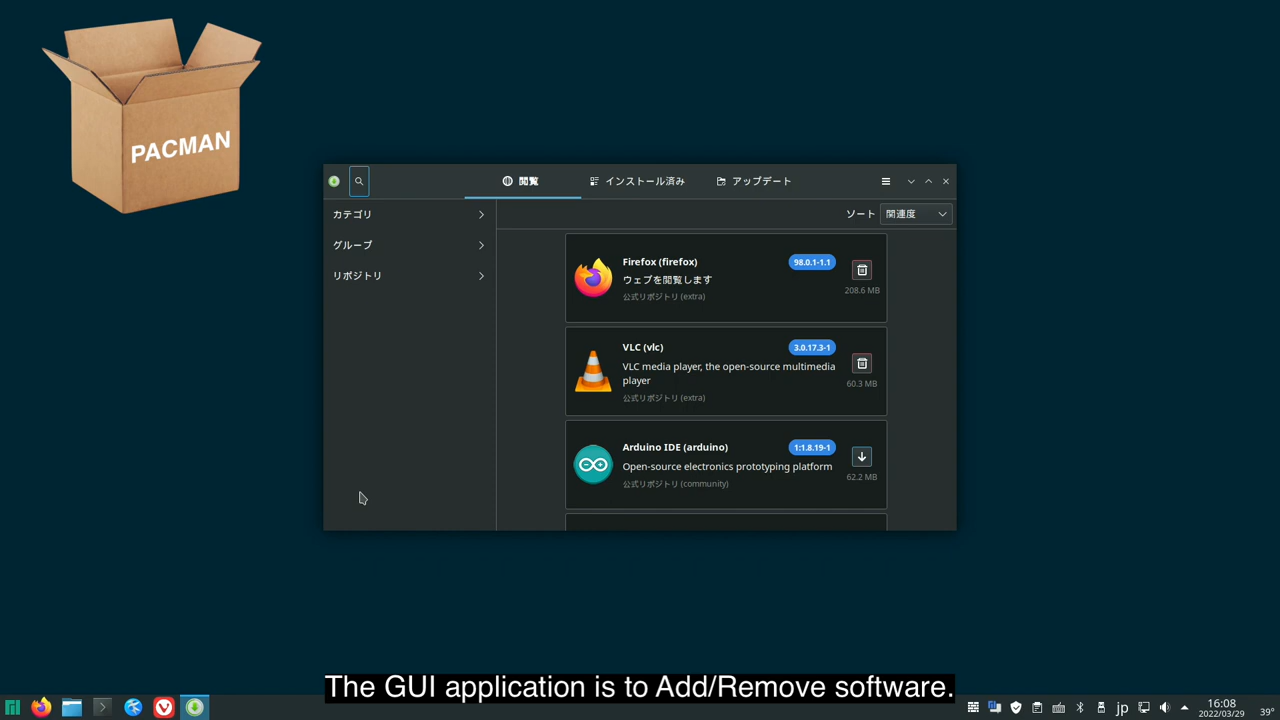 PACMAN
閲覧
インストール済み
アップデート
カテゴリ
グループ
リポジトリ
ソート
関連度
Firefox (firefox)
98.0.1-1.1
ウェブを閲覧します
公式リポジトリ (extra)
208.6 MB
VLC (vlc)
3.0.17.3-1
VLC media player, the open-source multimedia
player
公式リポジトリ (extra)
60.3 MB
Arduino IDE (arduino)
1:1.8.19-1
Open-source electronics prototyping platform
公式リポジトリ (community)
62.2 MB
The GUI application is to Add/Remove software.
jp
16:08
2022/03/29
39°